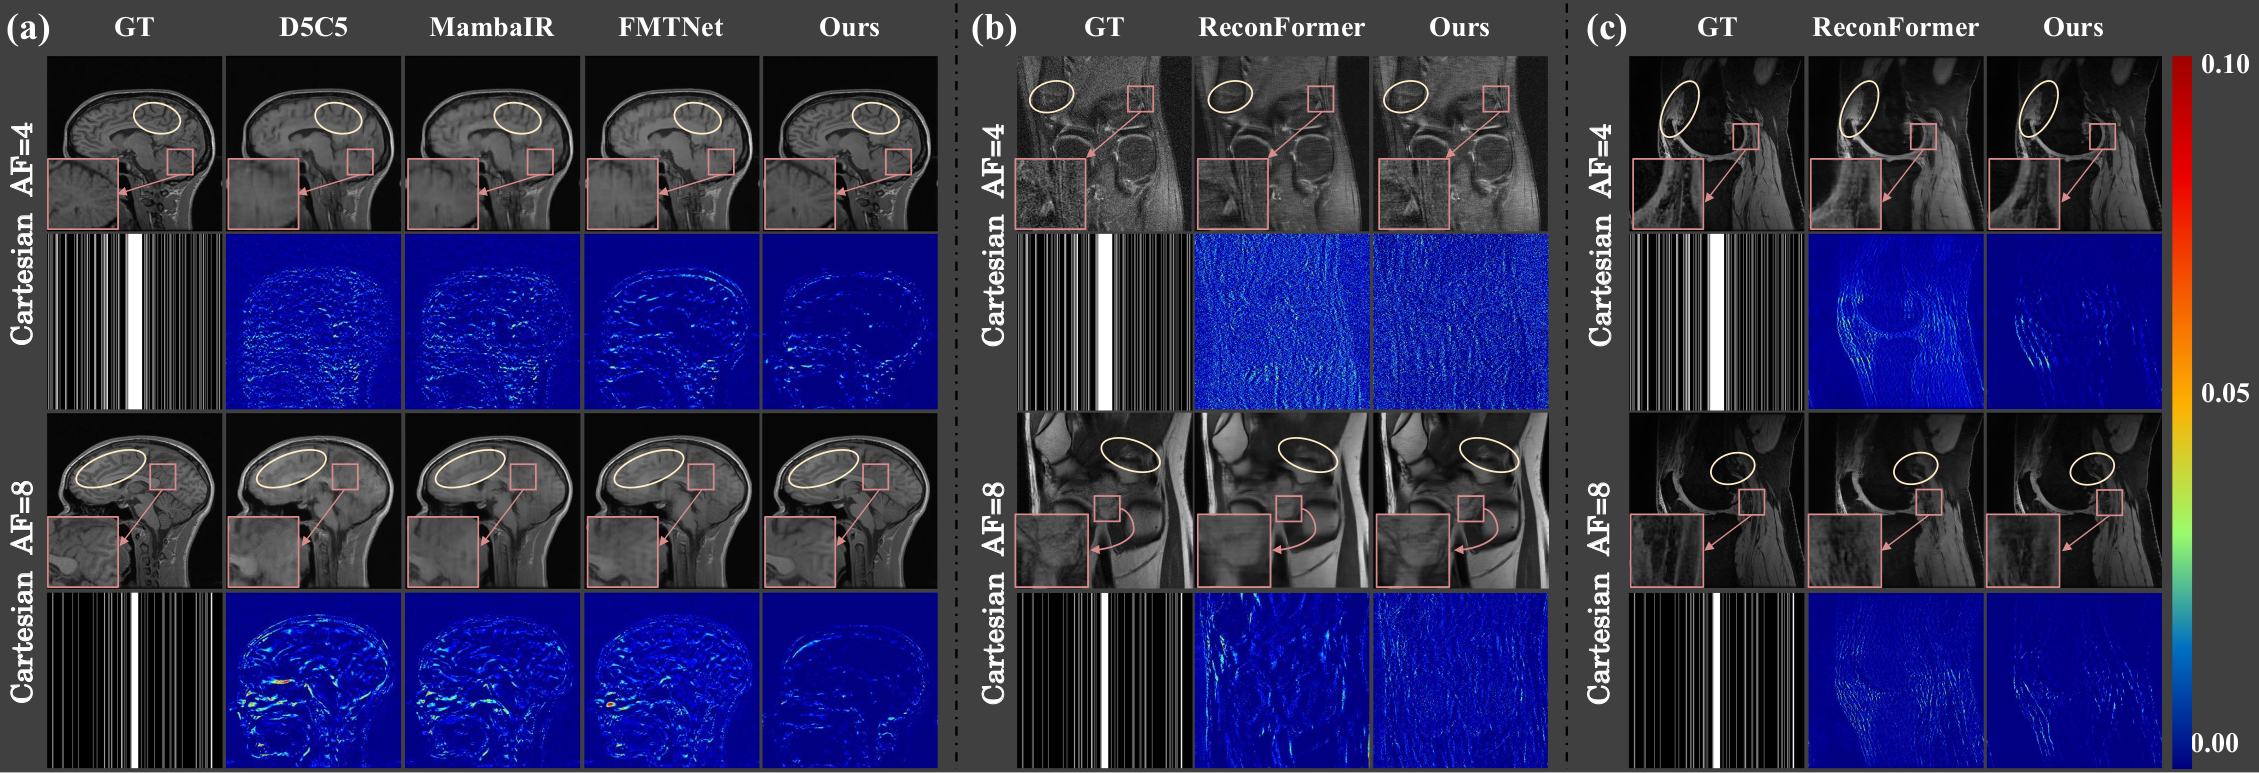 (a) GT D5C5 MambaIR FMTNet Ours
Cartesian AF=4
Cartesian AF=8
(b) GT ReconFormer Ours
Cartesian AF=4
Cartesian AF=8
(c) GT ReconFormer Ours
Cartesian AF=4
Cartesian AF=8
0.10
0.05
0.00